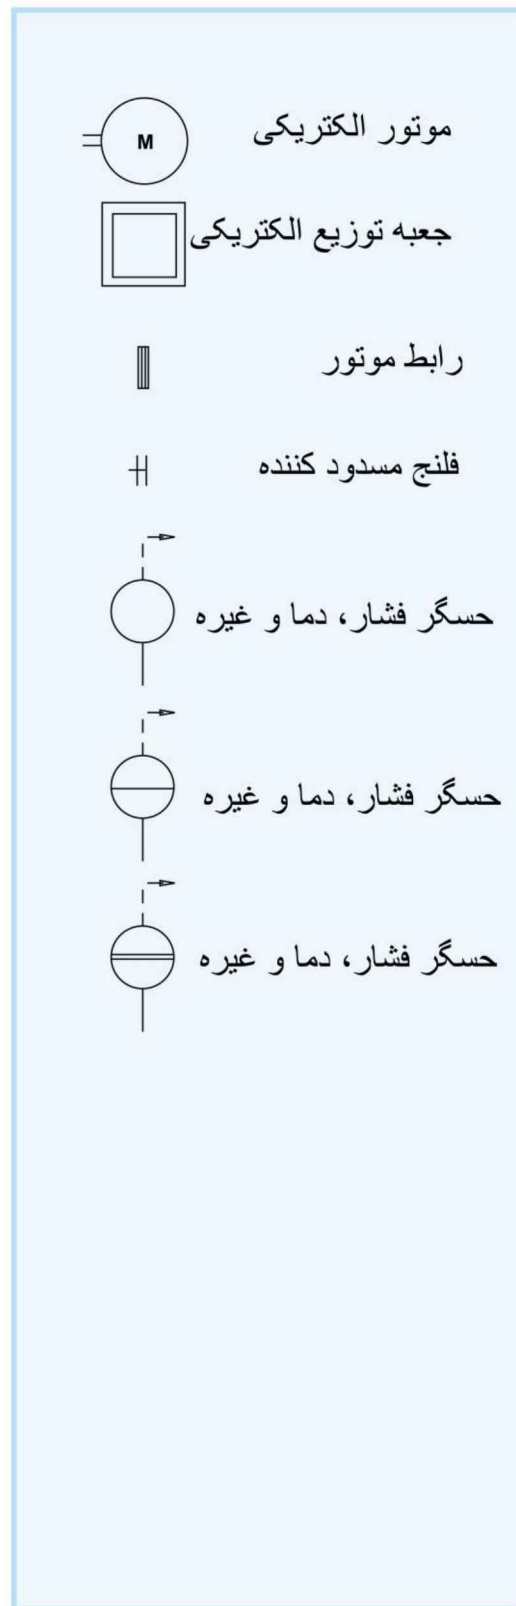 موتور الکتریکی
M
جعبه توزیع الکتریکی
رابط موتور
فلنج مسدود کننده
حسگر فشار، دما و غیره
حسگر فشار، دما و غیره
حسگر فشار، دما و غیره